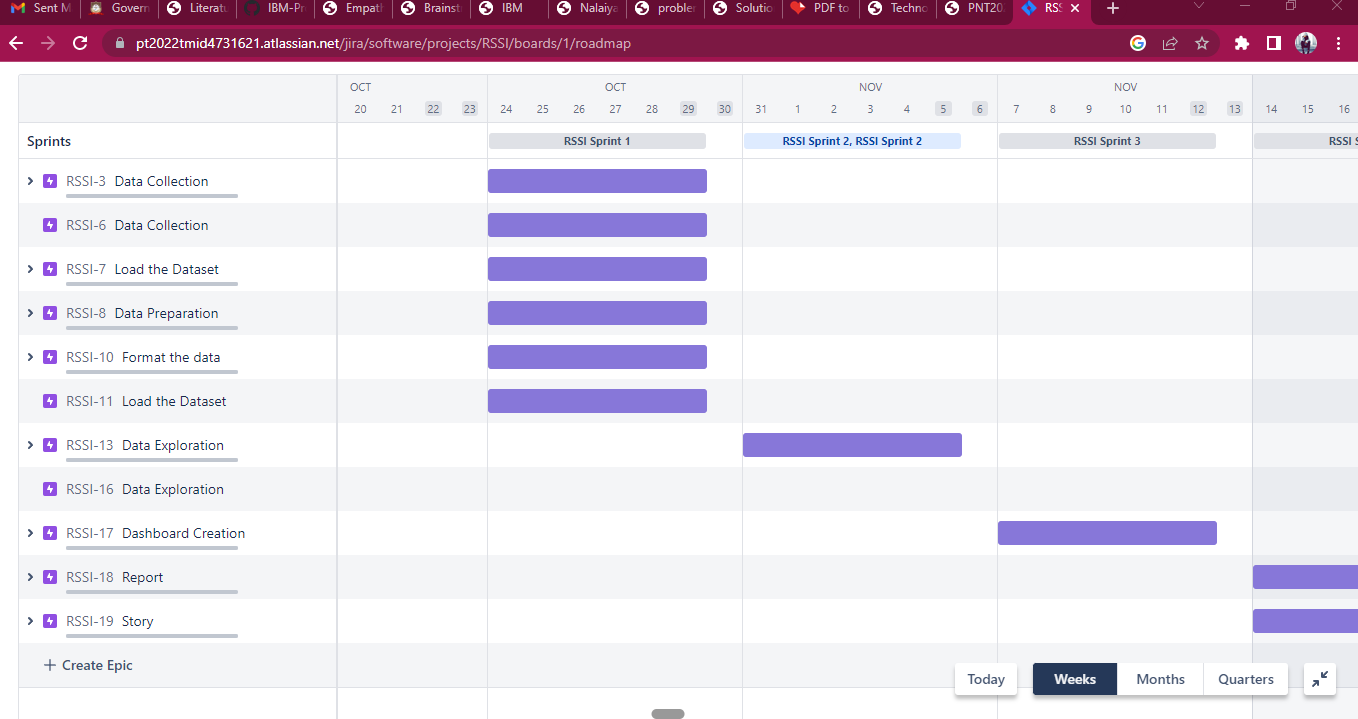 Sent M Govern Literatu IBM-Pr Empath Brainst IBM Nalaiya probler Solutio PDF to Techno PNT20 RSS
pt2022tmid4731621.atlassian.net/jira/software/projects/RSSI/boards/1/roadmap
OCT OCT NOV NOV
20 21 22 23 24 25 26 27 28 29 30 31 1 2 3 4 5 6 7 8 9 10 11 12 13 14 15 16
Sprints RSSI Sprint 1 RSSI Sprint 2, RSSI Sprint 2 RSSI Sprint 3 RSSI S
RSSI-3 Data Collection
RSSI-6 Data Collection
RSSI-7 Load the Dataset
RSSI-8 Data Preparation
RSSI-10 Format the data
RSSI-11 Load the Dataset
RSSI-13 Data Exploration
RSSI-16 Data Exploration
RSSI-17 Dashboard Creation
RSSI-18 Report
RSSI-19 Story
+ Create Epic
Today Weeks Months Quarters